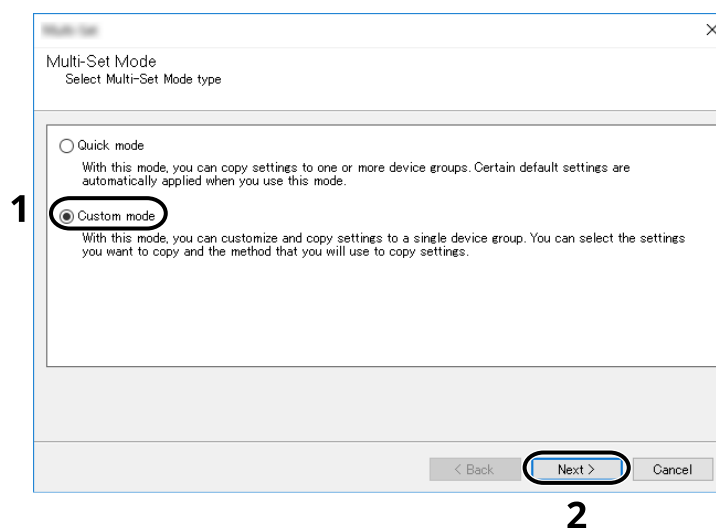 Multi-Set
Multi-Set Mode
Select Multi-Set Mode type
Quick mode
With this mode, you can copy settings to one or more device groups. Certain default settings are
automatically applied when you use this mode.
1
Custom mode
With this mode, you can customize and copy settings to a single device group. You can select the settings
you want to copy and the method that you will use to copy settings.
< Back
Next >
Cancel
2